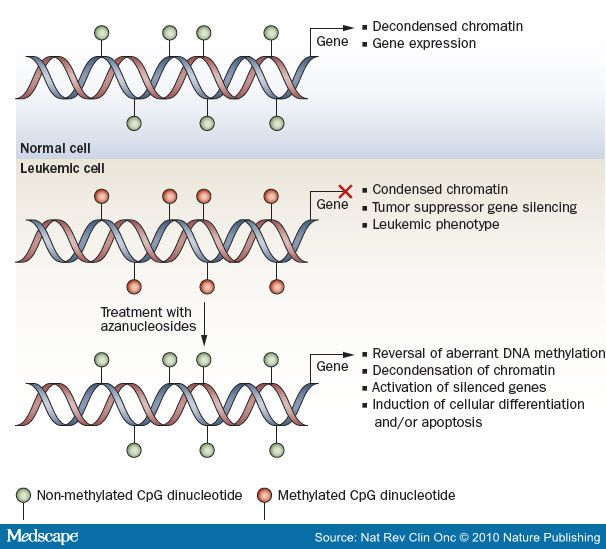 Gene
▪ Decondensed chromatin
▪ Gene expression
Normal cell
Leukemic cell
Gene
▪ Condensed chromatin
▪ Tumor suppressor gene silencing
▪ Leukemic phenotype
Treatment with
azanucleosides
Gene
▪ Reversal of aberrant DNA methylation
▪ Decondensation of chromatin
▪ Activation of silenced genes
▪ Induction of cellular differentiation
and/or apoptosis
Non-methylated CpG dinucleotide
Methylated CpG dinucleotide
Medscape
Source: Nat Rev Clin Onc © 2010 Nature Publishing